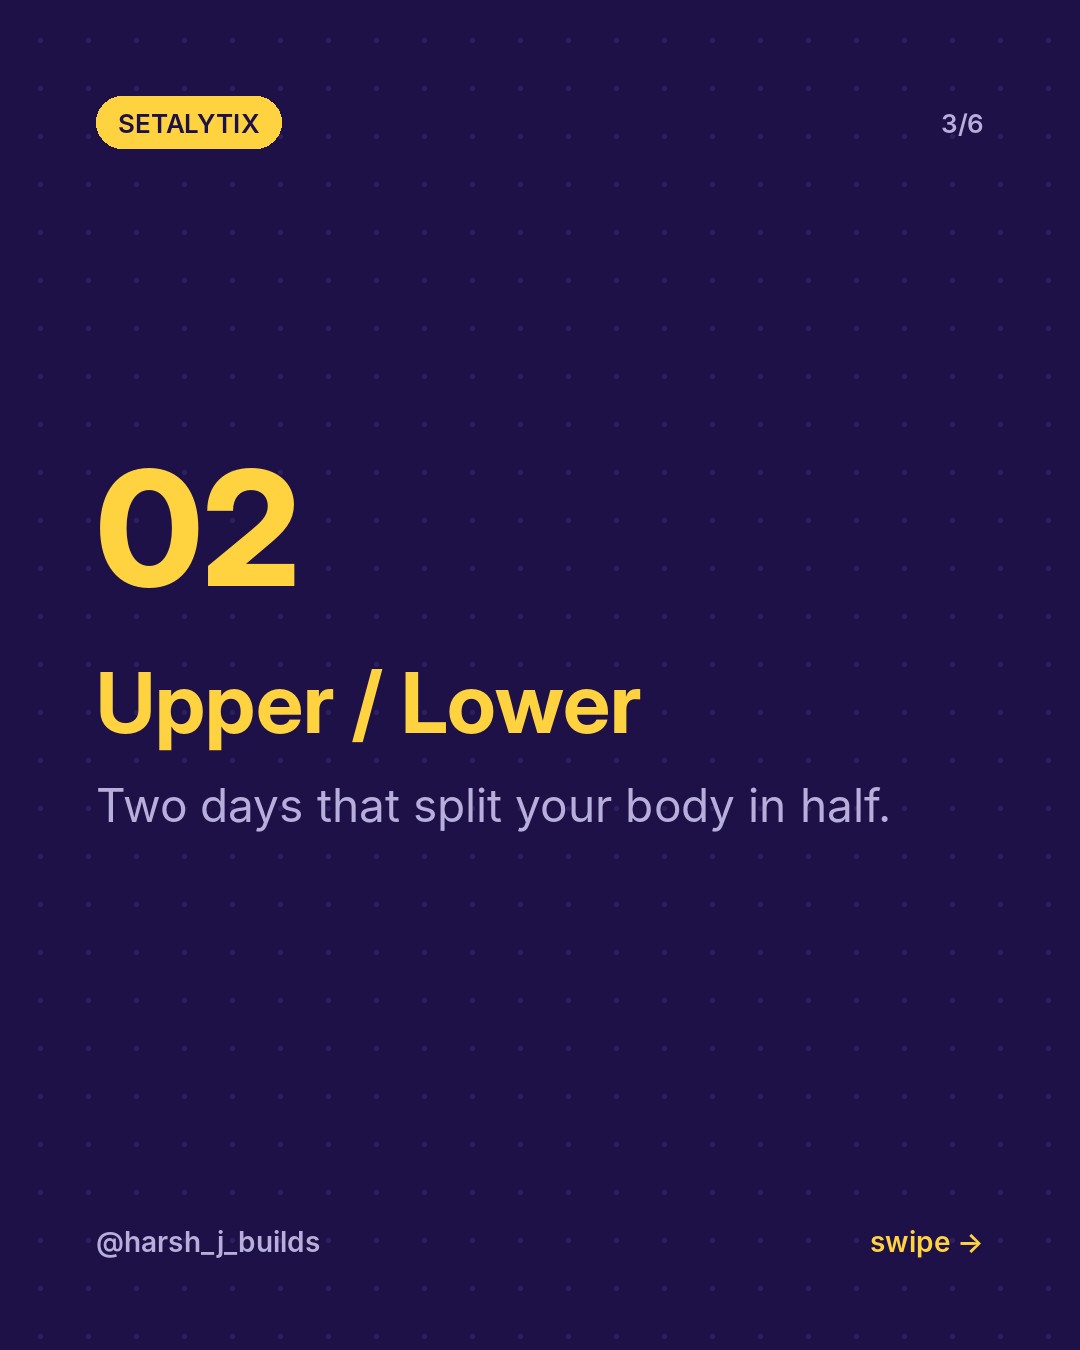 SETALYTIX
3/6
02
Upper / Lower
Two days that split your body in half.
@harsh_j_builds
swipe →